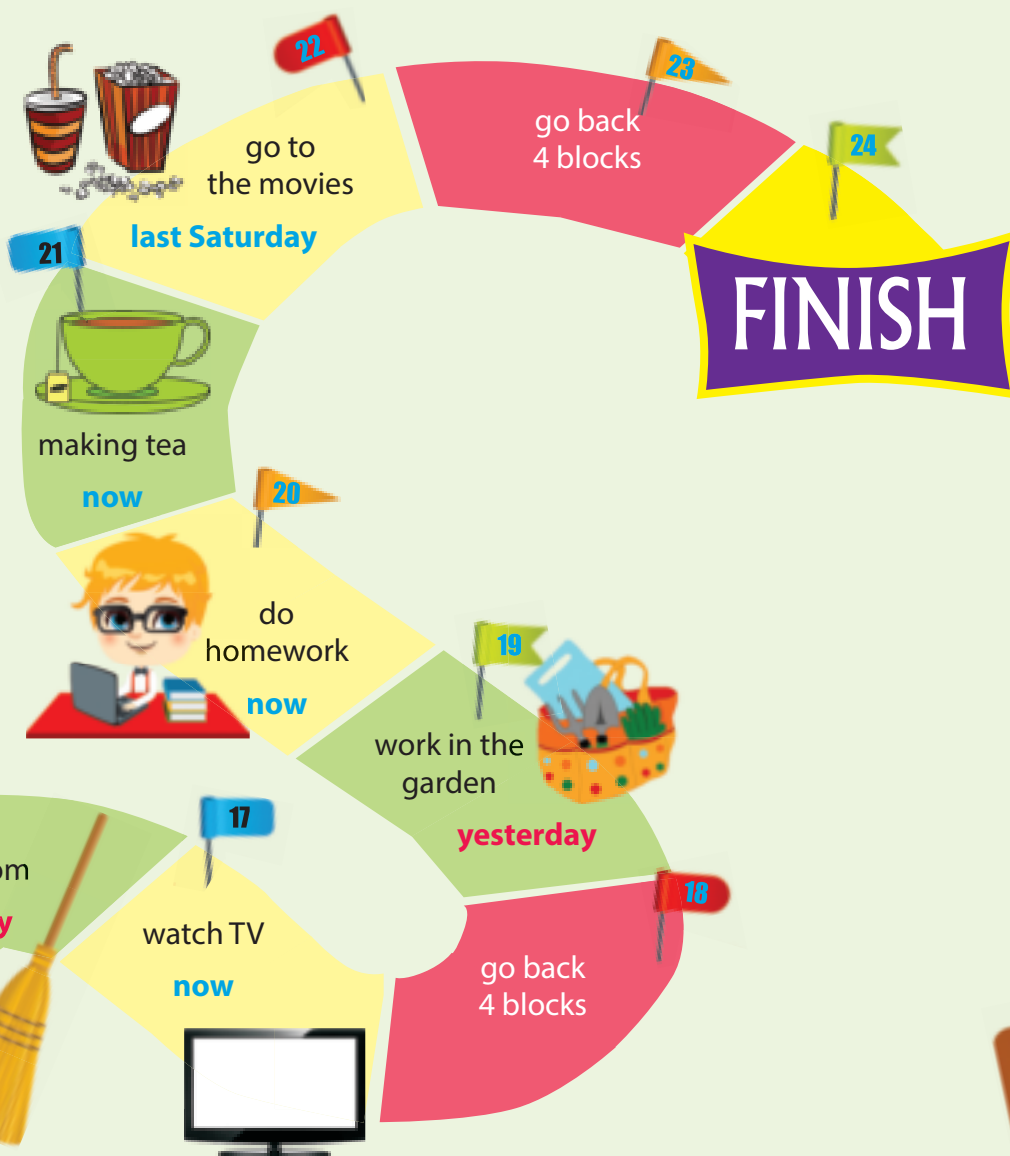 22
23
go back
4 blocks
24
go to
the movies
last Saturday
21
FINISH
making tea
now
20
do
homework
now
19
work in the
garden
yesterday
17
18
watch TV
now
go back
4 blocks